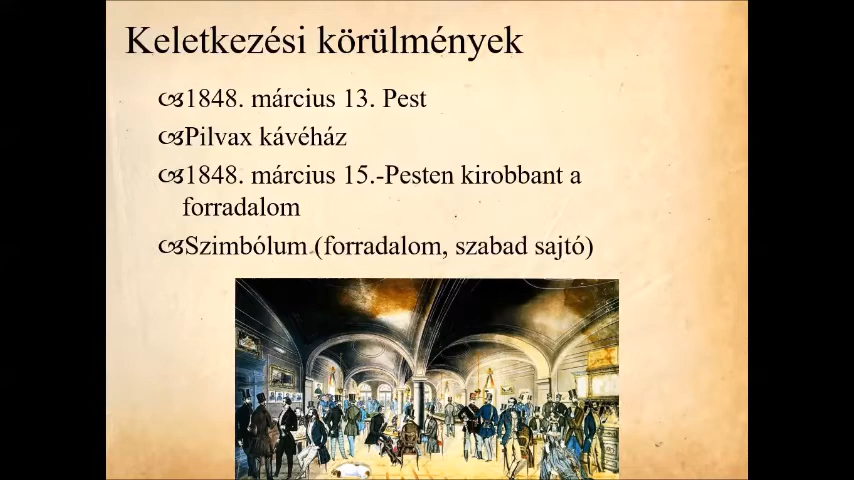 Keletkezési körülmények
1848. március 13. Pest
Pilvax kávéház
1848. március 15.-Pesten kirobbant a
forradalom
Szimbólum (forradalom, szabad sajtó)